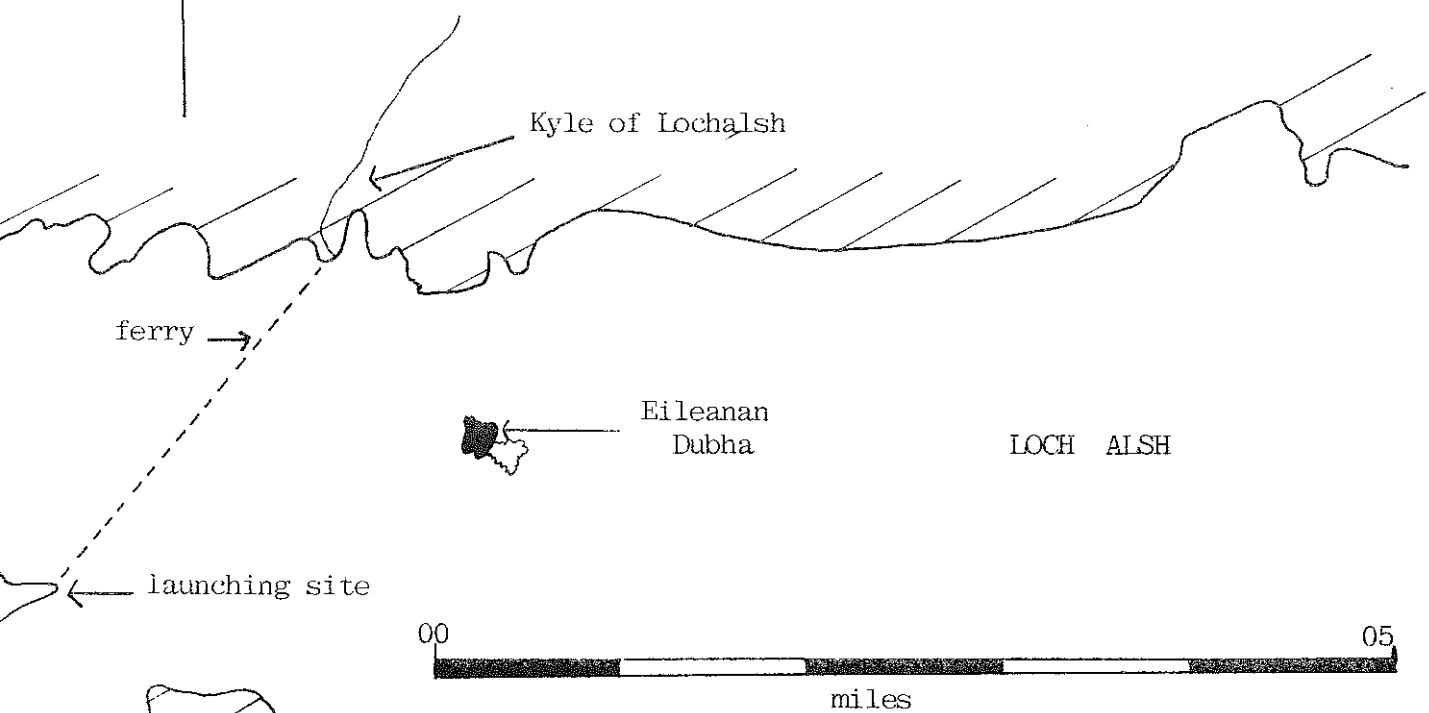 Kyle of Lochalsh
ferry
Eileanan
Dubha
LOCH ALSH
launching site
00
05
miles